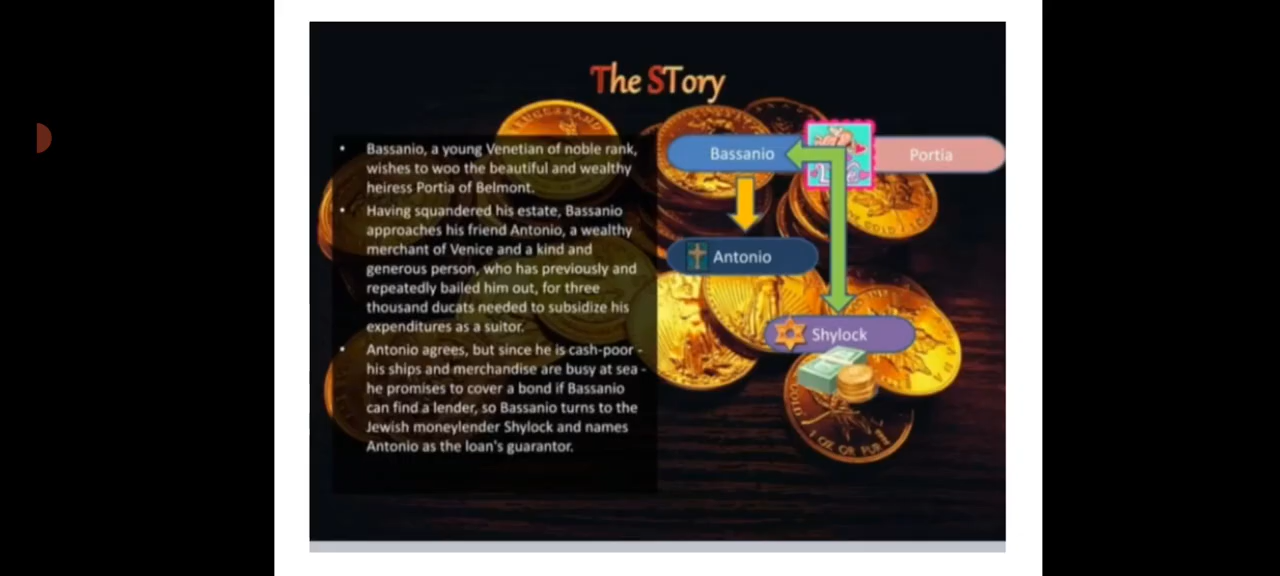 The STory
• Bassanio, a young Venetian of noble rank,
wishes to woo the beautiful and wealthy
heiress Portia of Belmont.
• Having squandered his estate, Bassanio
approaches his friend Antonio, a wealthy
merchant of Venice and a kind and
generous person, who has previously and
repeatedly bailed him out, for three
thousand ducats needed to subsidize his
expenditures as a suitor.
• Antonio agrees, but since he is cash-poor -
his ships and merchandise are busy at sea -
he promises to cover a bond if Bassanio
can find a lender, so Bassanio turns to the
Jewish moneylender Shylock and names
Antonio as the loan's guarantor.
Bassanio
Portia
Antonio
Shylock